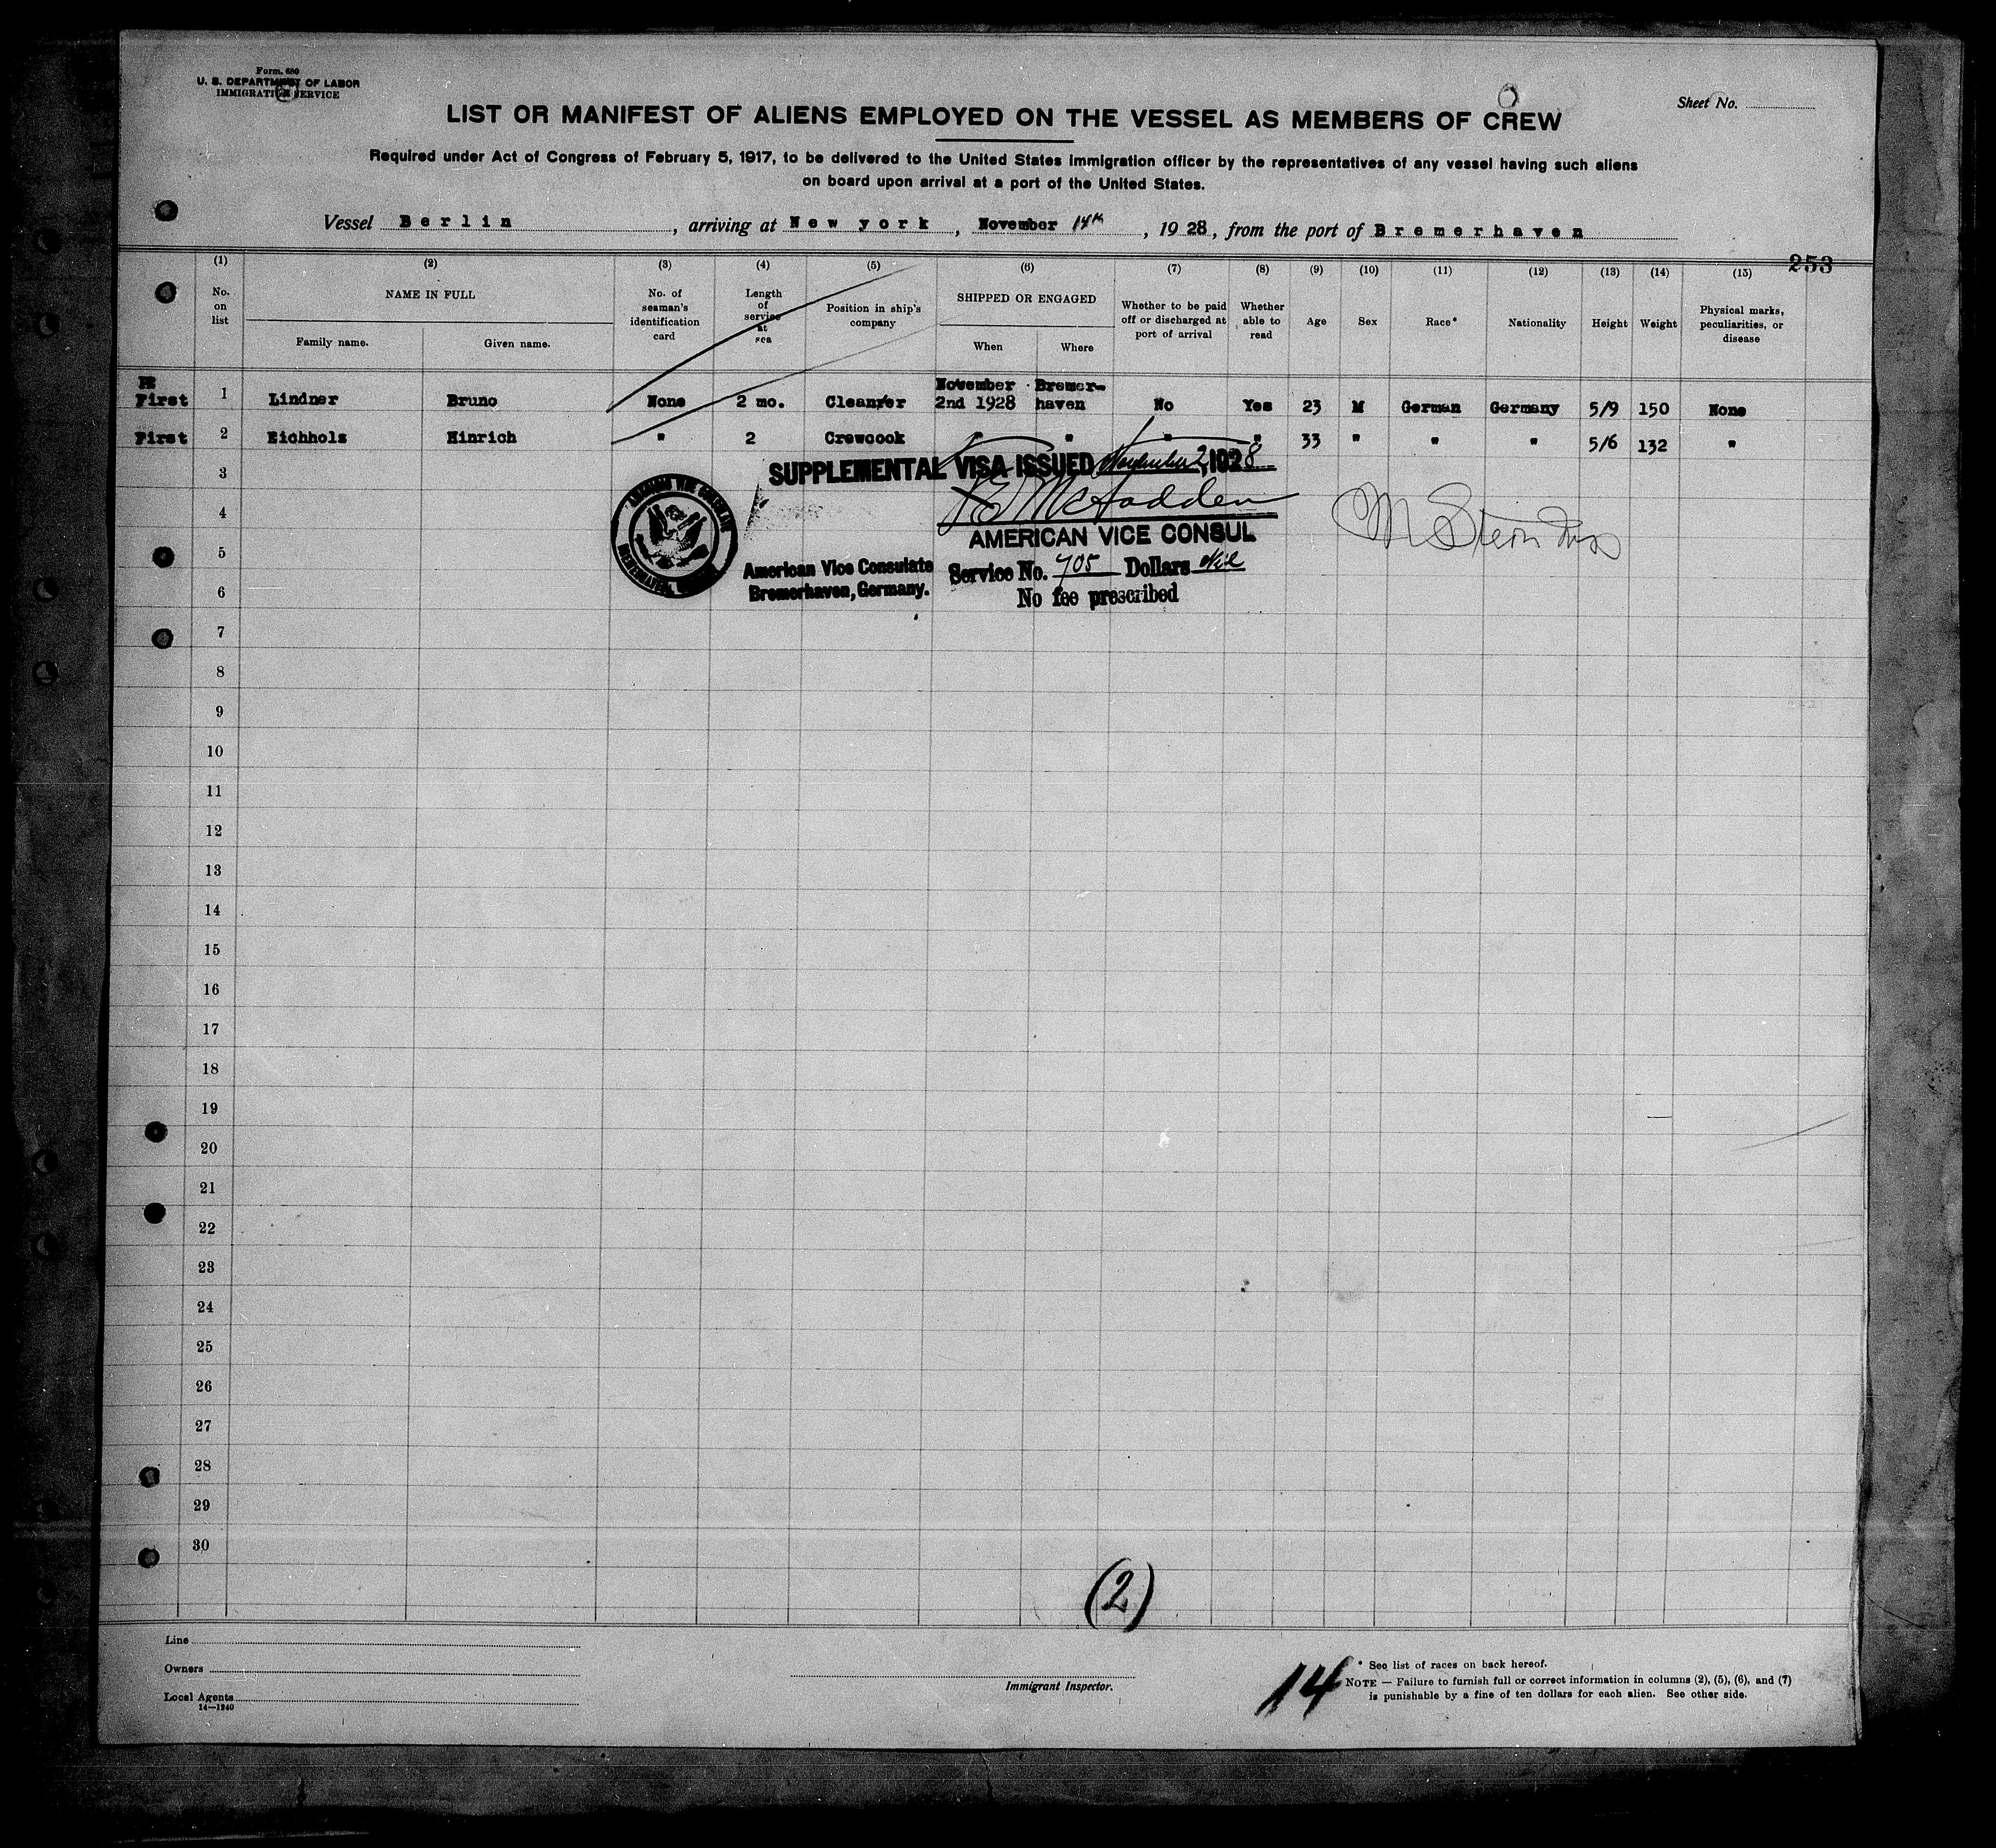 Form 680
U. S. DEPARTMENT OF LABOR
IMMIGRATION SERVICE
Sheet No.
LIST OR MANIFEST OF ALIENS EMPLOYED ON THE VESSEL AS MEMBERS OF CREW
Required under Act of Congress of February 5, 1917, to be delivered to the United States immigration officer by the representatives of any vessel having such aliens
on board upon arrival at a port of the United States.
Vessel Berlin, arriving at New york, November 14th, 1928, from the port of Bremerhaven
253
(1) (2) (3) (4) (5) (6) (7) (8) (9) (10) (11) (12) (13) (14) (15)
No. on list
NAME IN FULL
Family name. Given name.
No. of seaman's identification card
Length of service at sea
Position in ship's company
SHIPPED OR ENGAGED
When Where
Whether to be paid off or discharged at port of arrival
Whether able to read
Age Sex Race* Nationality Height Weight
Physical marks, peculiarities, or disease
First 1 Lindner Bruno None 2 mo. Cleaner November 2nd 1928 Bremerhaven No Yes 23 M German Germany 5/9 150 None
First 2 Eichholz Hinrich " 2 Crewcook " " " " 33 " " " 5/6 132 "
3
SUPPLEMENTAL VISA ISSUED November 2, 1928
4
AMERICAN VICE CONSUL
5
American Vice Consulate
Bremerhaven, Germany.
Service No. 705 Dollars Nil
No fee prescribed
6
7
8
9
10
11
12
13
14
15
16
17
18
19
20
21
22
23
24
25
26
27
28
29
30
(2)
Line
Owners
Local Agents
14—1240
Immigrant Inspector.
14
* See list of races on back hereof.
NOTE — Failure to furnish full or correct information in columns (2), (5), (6), and (7)
is punishable by a fine of ten dollars for each alien. See other side.